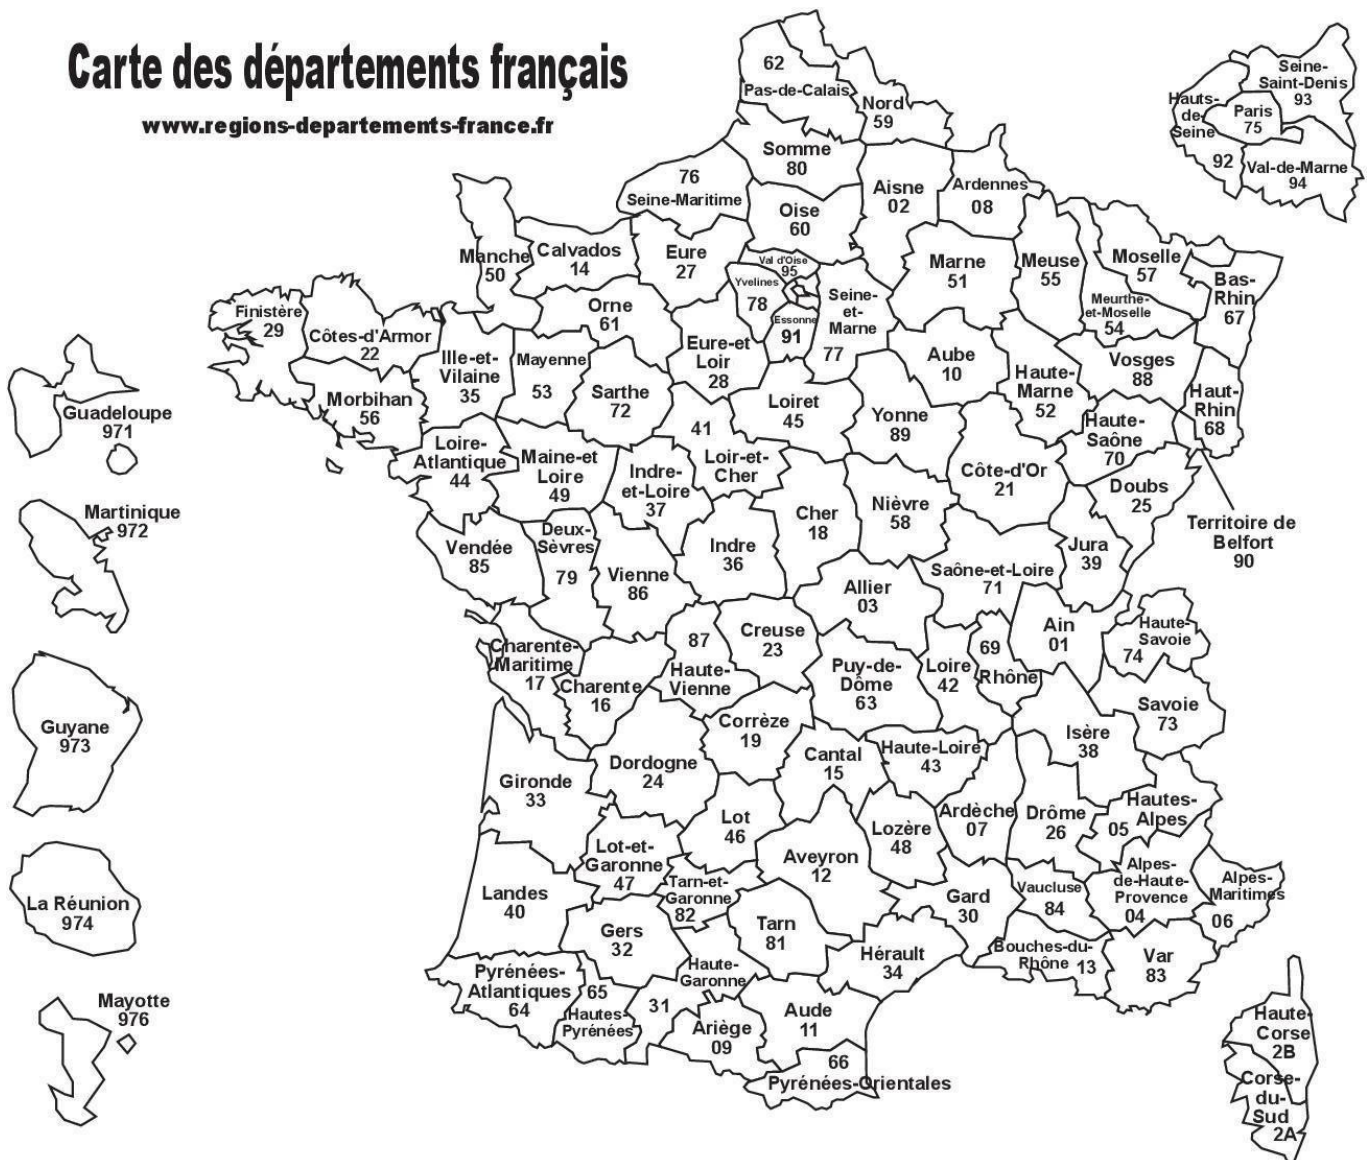 Carte des départements français
www.regions-departements-france.fr
62
Pas-de-Calais
Nord
59
Somme
80
76
Seine-Maritime
Oise
60
Aisne
02
Ardennes
08
Manche
50
Calvados
14
Eure
27
Val d'Oise
95
Yvelines
78
Essonne
91
Seine-
et-
Marne
77
Marne
51
Meuse
55
Moselle
57
Meurthe-
et-Moselle
54
Bas-
Rhin
67
Finistère
29
Côtes-d'Armor
22
Morbihan
56
Ille-et-
Vilaine
35
Orne
61
Mayenne
53
Sarthe
72
Eure-et
Loir
28
Aube
10
Haute-
Marne
52
Vosges
88
Haut-
Rhin
68
Loiret
45
Yonne
89
41
Loir-et-
Cher
Loire-
Atlantique
44
Maine-et
Loire
49
Indre-
et-Loire
37
Cher
18
Nièvre
58
Côte-d'Or
21
Haute-
Saône
70
Doubs
25
Territoire de
Belfort
90
Vendée
85
Deux-
Sèvres
79
Vienne
86
Indre
36
Allier
03
Saône-et-Loire
71
Jura
39
Charente-
Maritime
17
Charente
16
87
Haute-
Vienne
Creuse
23
Puy-de-
Dôme
63
Loire
42
69
Rhône
Ain
01
Haute-
Savoie
74
Savoie
73
Isère
38
Gironde
33
Dordogne
24
Corrèze
19
Cantal
15
Haute-Loire
43
Ardèche
07
Drôme
26
Hautes-
Alpes
05
Lot-et-
Garonne
47
Lot
46
Aveyron
12
Lozère
48
Landes
40
Tarn-et-
Garonne
82
Gers
32
Tarn
81
Gard
30
Vaucluse
84
Alpes-
de-Haute-
Provence
04
Alpes-
Maritimes
06
Pyrénées-
Atlantiques
64
65
Hautes-
Pyrénées
Haute-
Garonne
31
Ariège
09
Aude
11
Hérault
34
Bouches-du-
Rhône 13
Var
83
66
Pyrénées-Orientales
Haute-
Corse
2B
Corse-
du-
Sud
2A
Seine-
Saint-Denis
93
Hauts-
de-
Seine
92
Paris
75
Val-de-Marne
94
Guadeloupe
971
Martinique
972
Guyane
973
La Réunion
974
Mayotte
976